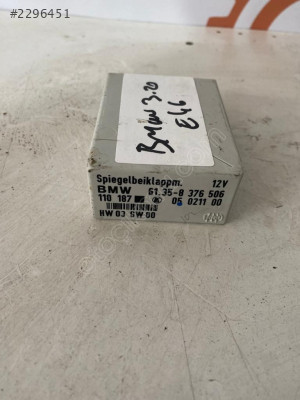 #2296451
BMW 3.20
E46
Spiegelbeiklappm. 12V
BMW 61.35-8 376 506
110 187 05 0211 00
HW 03 SW 00